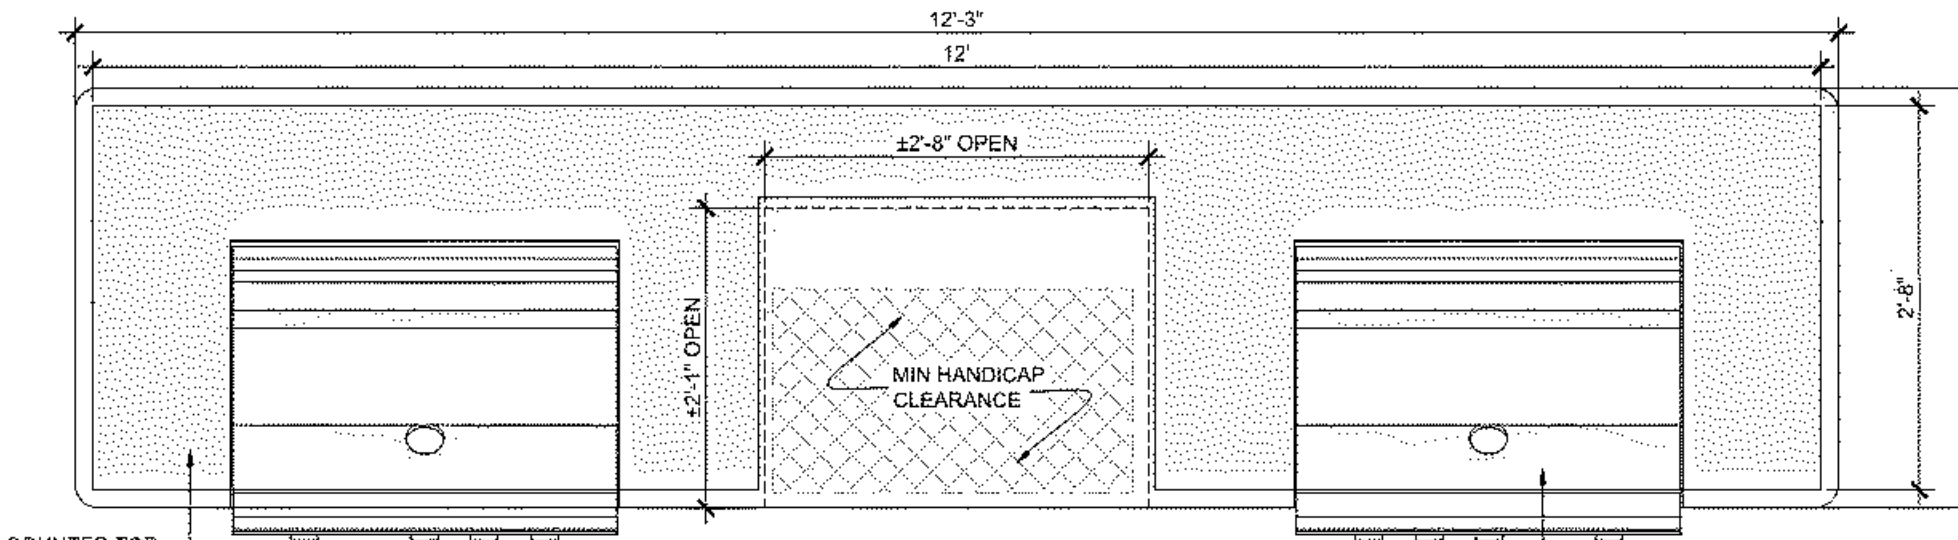 12'-3"
12'
±2'-8" OPEN
±2'-1" OPEN
2'-8"
MIN HANDICAP
CLEARANCE